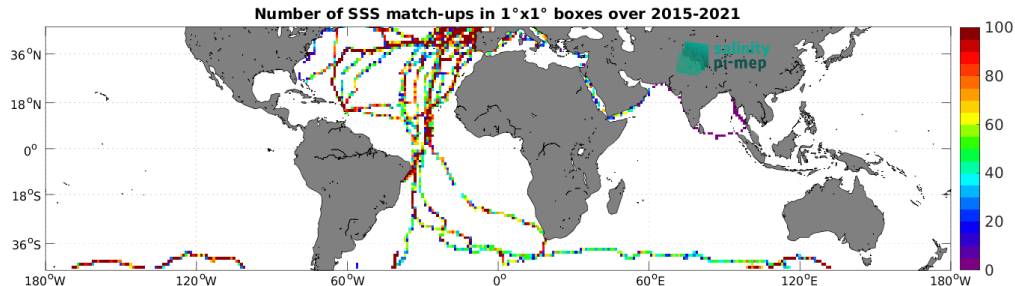 Number of SSS match-ups in 1°x1° boxes over 2015-2021
salinity
pi-mep
36°N
18°N
0°
18°S
36°S
180°W
120°W
60°W
0°
60°E
120°E
180°W
100
80
60
40
20
0